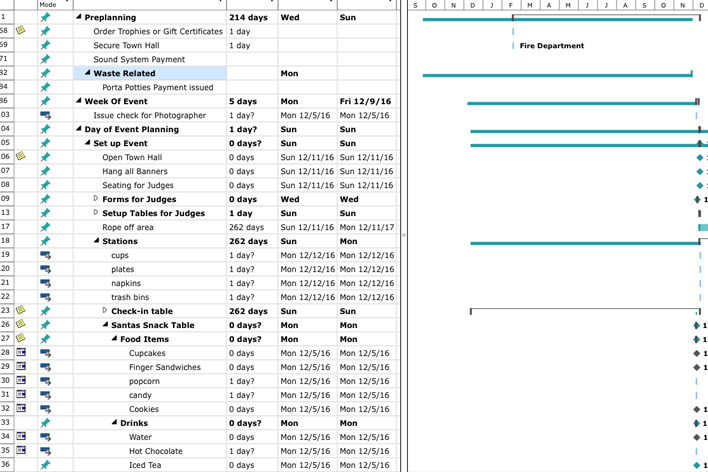 Mode S O N D J F M A M J J A S O N D
1 Preplanning 214 days Wed Sun
68 Order Trophies or Gift Certificates 1 day
69 Secure Town Hall 1 day Fire Department
71 Sound System Payment
82 Waste Related Mon
84 Porta Potties Payment issued
86 Week Of Event 5 days Mon Fri 12/9/16
03 Issue check for Photographer 1 day? Mon 12/5/16 Mon 12/5/16
04 Day of Event Planning 1 day? Sun Sun
05 Set up Event 0 days? Sun Sun
06 Open Town Hall 0 days Sun 12/11/16 Sun 12/11/16
07 Hang all Banners 0 days Sun 12/11/16 Sun 12/11/16
08 Seating for Judges 0 days Sun 12/11/16 Sun 12/11/16
09 Forms for Judges 0 days Wed Wed 1
13 Setup Tables for Judges 1 day Sun Sun
17 Rope off area 262 days Sun 12/11/16 Mon 12/11/17
18 Stations 262 days Sun Mon
19 cups 1 day? Mon 12/12/16 Mon 12/12/16
20 plates 1 day? Mon 12/12/16 Mon 12/12/16
21 napkins 1 day? Mon 12/12/16 Mon 12/12/16
22 trash bins 1 day? Mon 12/12/16 Mon 12/12/16
23 Check-in table 262 days Sun Sun
26 Santas Snack Table 0 days? Mon Mon 1
27 Food Items 0 days? Mon Mon 1
28 Cupcakes 0 days Mon 12/5/16 Mon 12/5/16 1
29 Finger Sandwiches 0 days Mon 12/5/16 Mon 12/5/16 1
30 popcorn 1 day? Mon 12/5/16 Mon 12/5/16
31 candy 1 day? Mon 12/5/16 Mon 12/5/16
32 Cookies 0 days Mon 12/5/16 Mon 12/5/16 1
33 Drinks 0 days? Mon Mon 1
34 Water 0 days Mon 12/5/16 Mon 12/5/16 1
35 Hot Chocolate 1 day? Mon 12/5/16 Mon 12/5/16
36 Iced Tea 0 days Mon 12/5/16 Mon 12/5/16 1